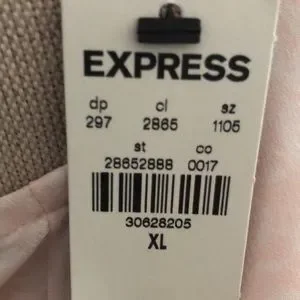 EXPRESS
dp cl sz
297 2865 1105
st co
28652888 0017
30628205
XL